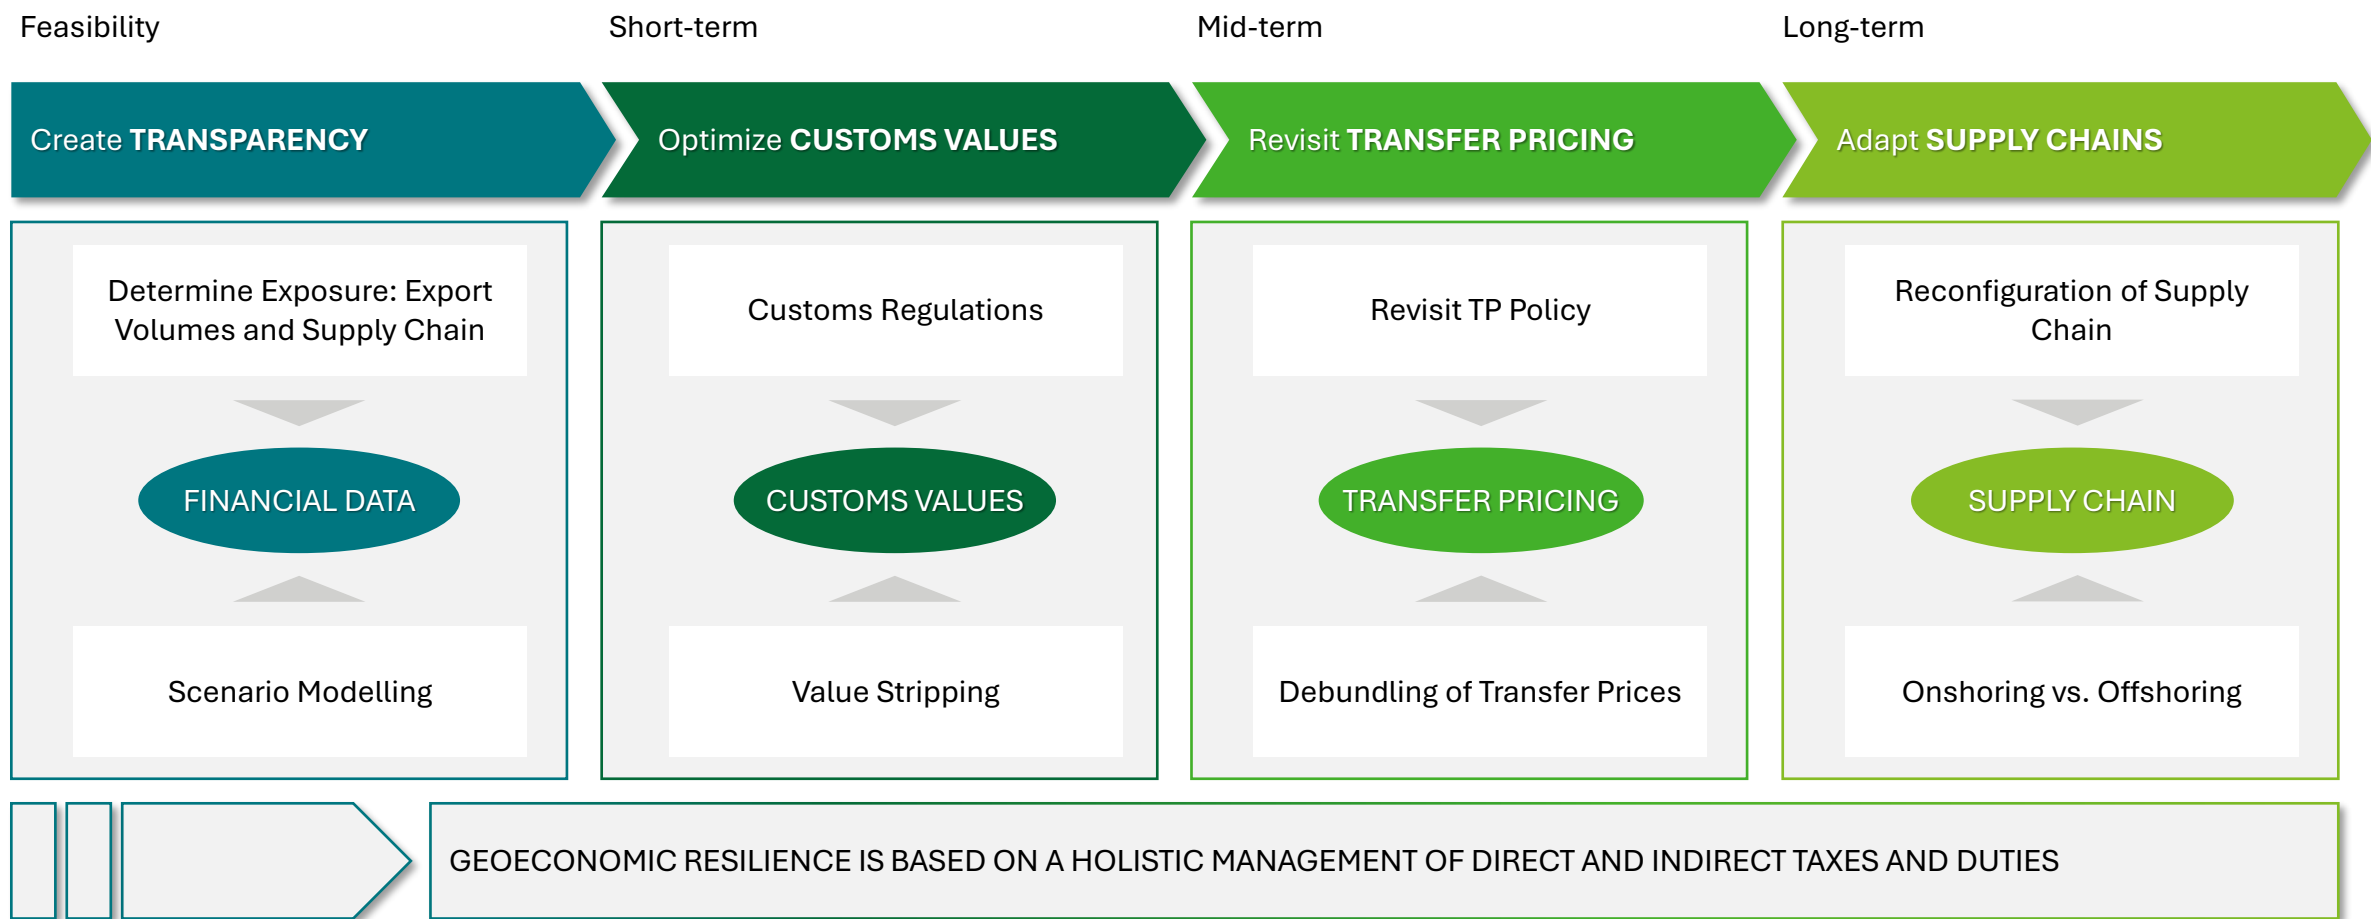 Feasibility
Short-term
Mid-term
Long-term
Create TRANSPARENCY
Optimize CUSTOMS VALUES
Revisit TRANSFER PRICING
Adapt SUPPLY CHAINS
Determine Exposure: Export
Volumes and Supply Chain
FINANCIAL DATA
Scenario Modelling
Customs Regulations
CUSTOMS VALUES
Value Stripping
Revisit TP Policy
TRANSFER PRICING
Debundling of Transfer Prices
Reconfiguration of Supply
Chain
SUPPLY CHAIN
Onshoring vs. Offshoring
GEOECONOMIC RESILIENCE IS BASED ON A HOLISTIC MANAGEMENT OF DIRECT AND INDIRECT TAXES AND DUTIES